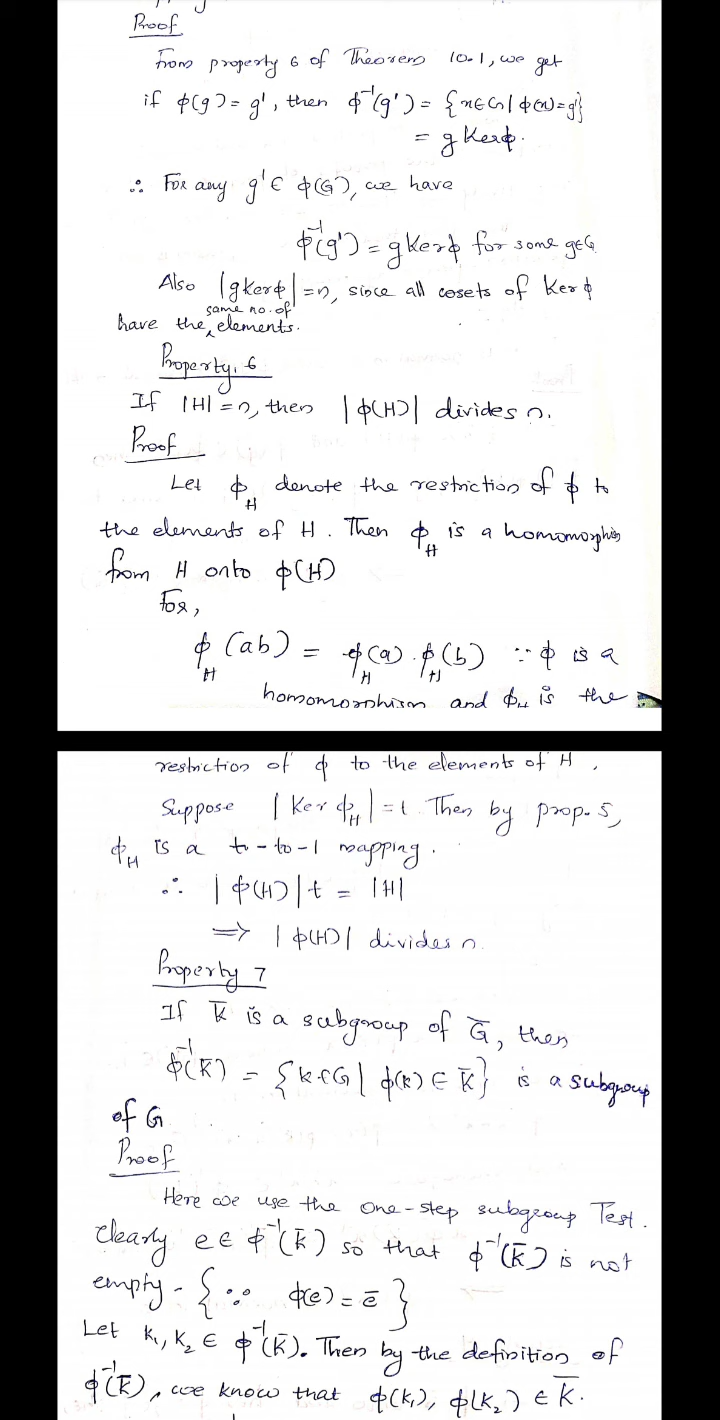 Proof
From property 6 of Theorem 10.1, we get
if ϕ(g) = g', then ϕ⁻¹(g') = {x∈G | ϕ(x)=g'}
= g Kerϕ.
∴ For any g' ∈ ϕ(G), we have
ϕ⁻¹(g') = g Kerϕ for some g∈G
Also |gKerϕ| = n, since all cosets of Kerϕ
same no. of
have the ‸ elements.
Property 6
If |H| = n, then |ϕ(H)| divides n.
Proof
Let ϕ_H denote the restriction of ϕ to
the elements of H. Then ϕ_H is a homomorphism
from H onto ϕ(H)
For,
ϕ_H (ab) = ϕ_H(a) . ϕ_H(b) ∵ ϕ is a
homomorphism and ϕ_H is the
restriction of ϕ to the elements of H.
Suppose |Ker ϕ_H| = t. Then by prop. 5,
ϕ_H is a t-to-1 mapping.
∴ |ϕ(H)| t = |H|
⇒ |ϕ(H)| divides n.
Property 7
If K̄ is a subgroup of Ḡ, then
ϕ⁻¹(K̄) = {k∈G | ϕ(k) ∈ K̄} is a subgroup
of G
Proof
Here we use the one-step subgroup Test.
Clearly e ∈ ϕ⁻¹(K̄) so that ϕ⁻¹(K̄) is not
empty - {∵ ϕ(e) = ē}
Let k₁, k₂ ∈ ϕ⁻¹(K̄). Then by the definition of
ϕ⁻¹(K̄), we know that ϕ(k₁), ϕ(k₂) ∈ K̄.